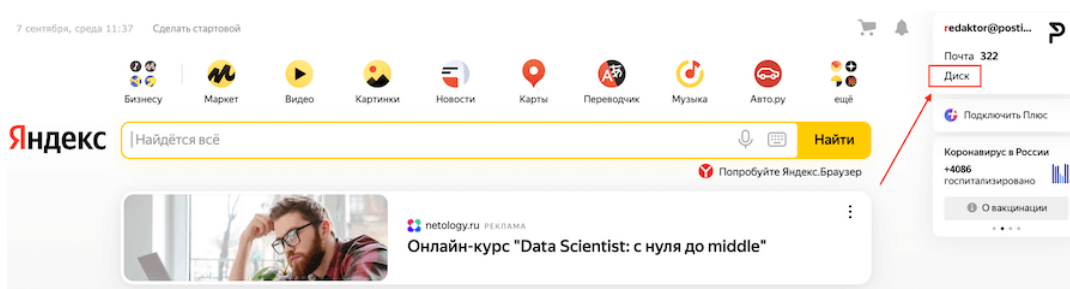 7 сентября, среда 11:37 Сделать стартовой
redaktor@posti...
Почта 322
Диск
Бизнесу Маркет Видео Картинки Новости Карты Переводчик Музыка Авто.ру ещё
Подключить Плюс
Яндекс
Найдётся всё
Найти
Попробуйте Яндекс.Браузер
Коронавирус в России
+4086
госпитализировано
О вакцинации
netology.ru РЕКЛАМА
Онлайн-курс "Data Scientist: с нуля до middle"